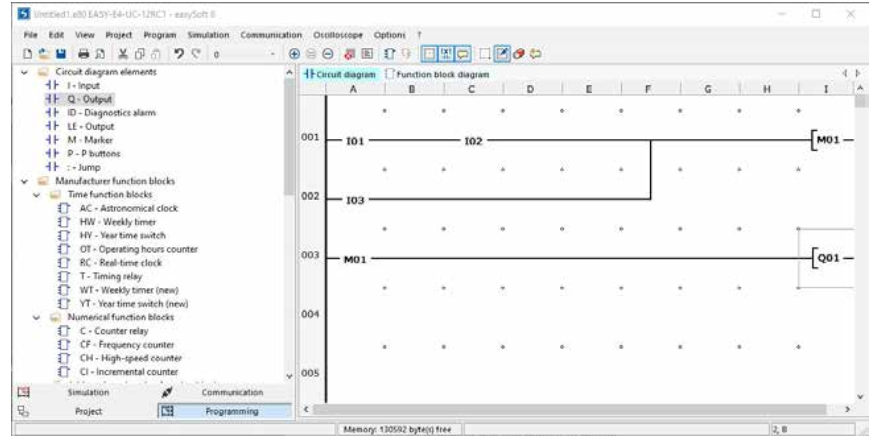 Untitled1.e80 EASY-E4-UC-12RC1 - easySoft 8
File Edit View Project Program Simulation Communication Oscilloscope Options ?
0
Circuit diagram elements
I - Input
Q - Output
ID - Diagnostics alarm
LE - Output
M - Marker
P - P buttons
: - Jump
Manufacturer function blocks
Time function blocks
AC - Astronomical clock
HW - Weekly timer
HY - Year time switch
OT - Operating hours counter
RC - Real-time clock
T - Timing relay
WT - Weekly timer (new)
YT - Year time switch (new)
Numerical function blocks
C - Counter relay
CF - Frequency counter
CH - High-speed counter
CI - Incremental counter
Simulation Communication
Project Programming
Circuit diagram Function block diagram
A B C D E F G H I
001 I01 I02 M01
002 I03
003 M01 Q01
004
005
Memory: 130592 byte(s) free 2, 8